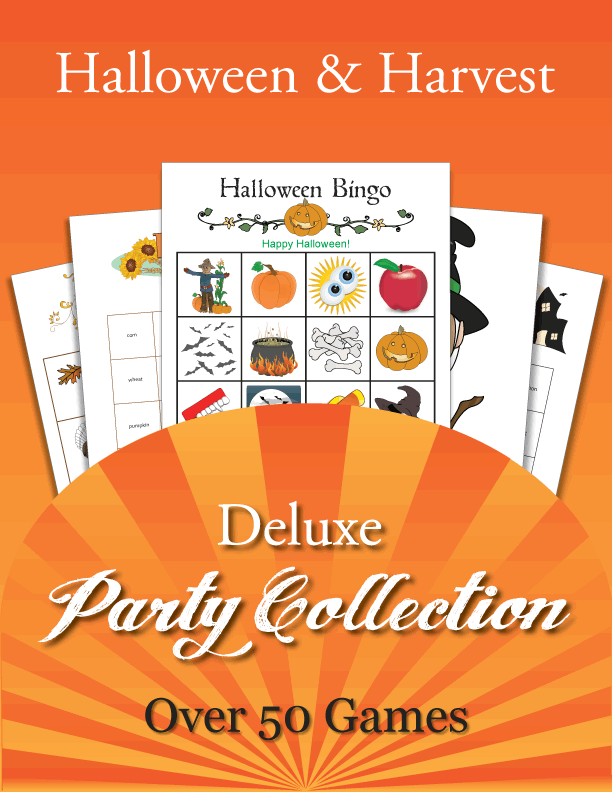 Halloween & Harvest
Halloween Bingo
Happy Halloween!
corn
wheat
pumpkin
Deluxe
Party Collection
Over 50 Games